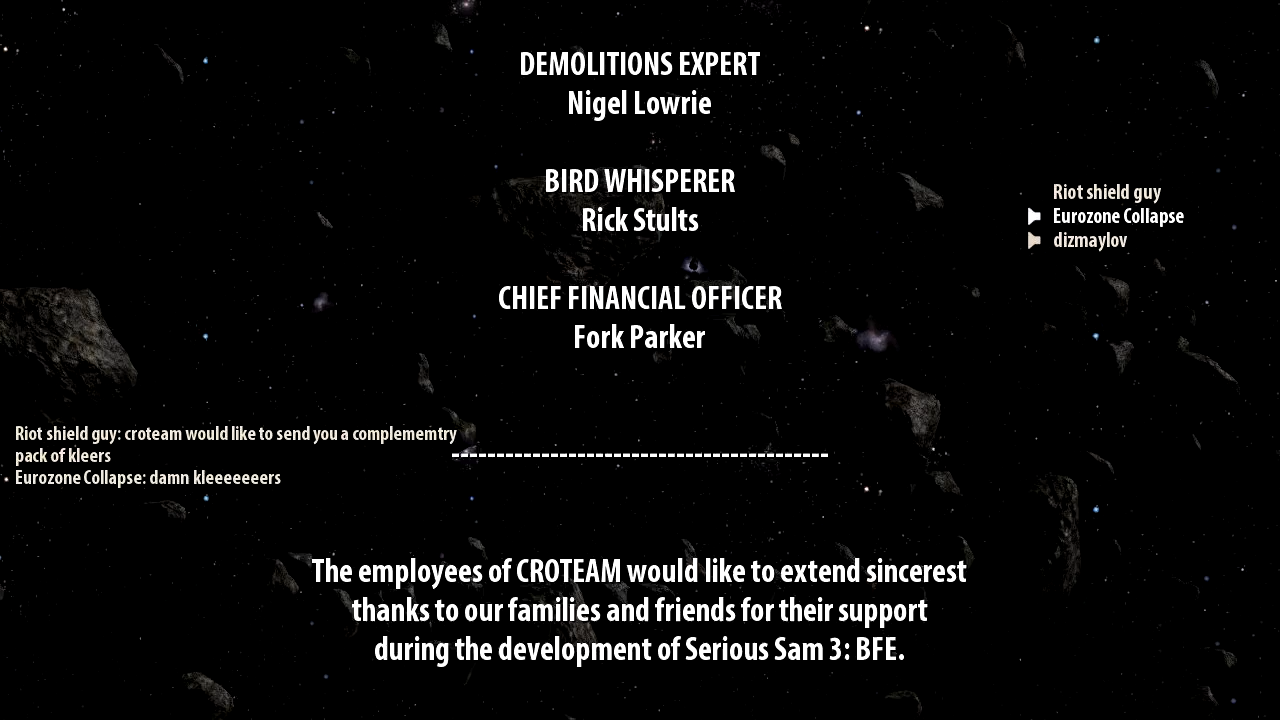 DEMOLITIONS EXPERT
Nigel Lowrie
BIRD WHISPERER
Rick Stults
CHIEF FINANCIAL OFFICER
Fork Parker
Riot shield guy
Eurozone Collapse
dizmaylov
Riot shield guy: croteam would like to send you a complememtry
pack of kleers
Eurozone Collapse: damn kleeeeeeers
------------------------------------------
The employees of CROTEAM would like to extend sincerest
thanks to our families and friends for their support
during the development of Serious Sam 3: BFE.